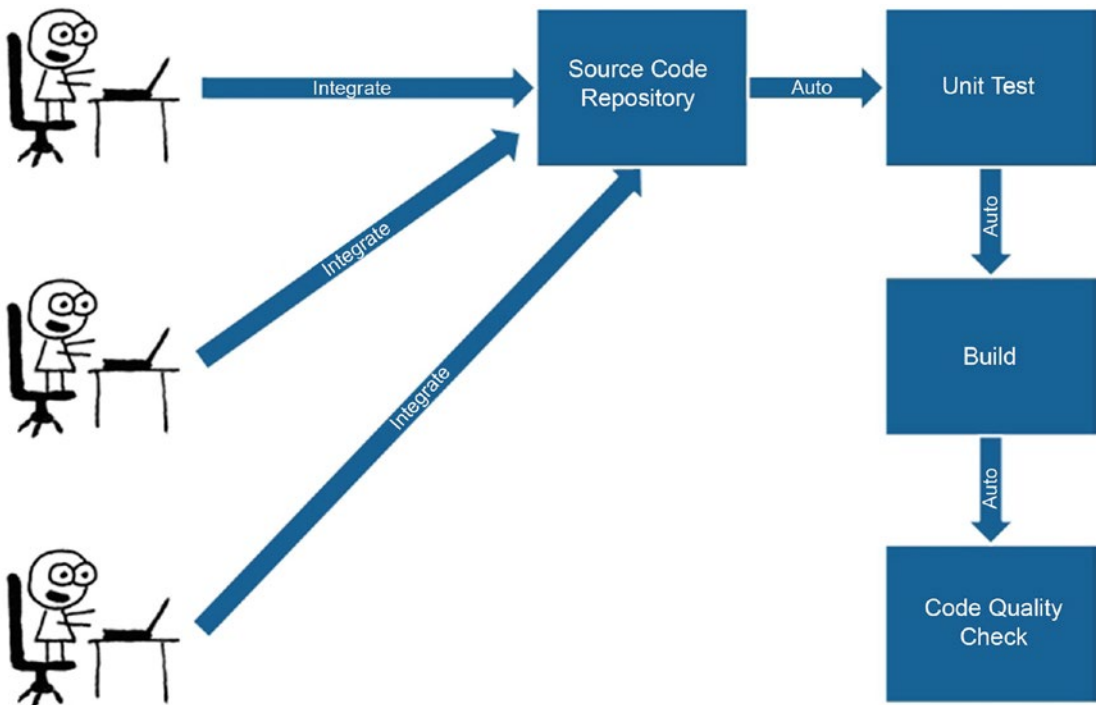 Integrate
Source Code
Repository
Auto
Unit Test
Integrate
Auto
Integrate
Build
Auto
Code Quality
Check